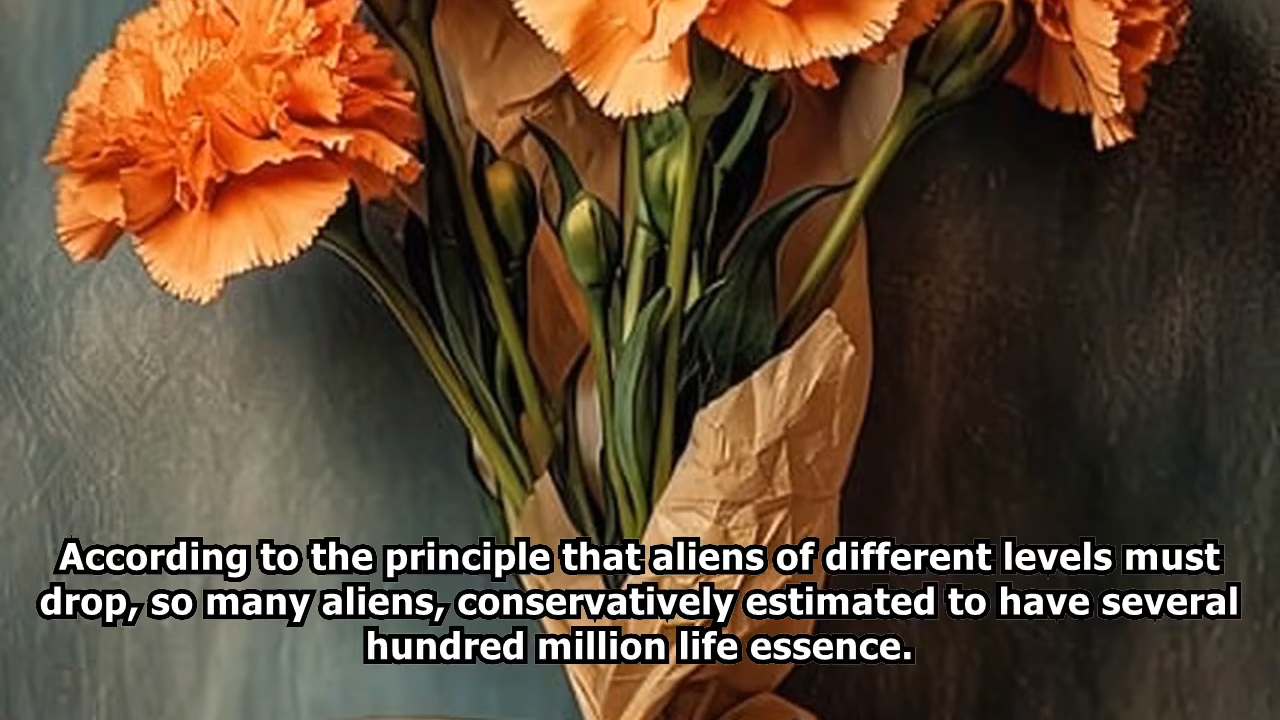 According to the principle that aliens of different levels must
drop, so many aliens, conservatively estimated to have several
hundred million life essence.